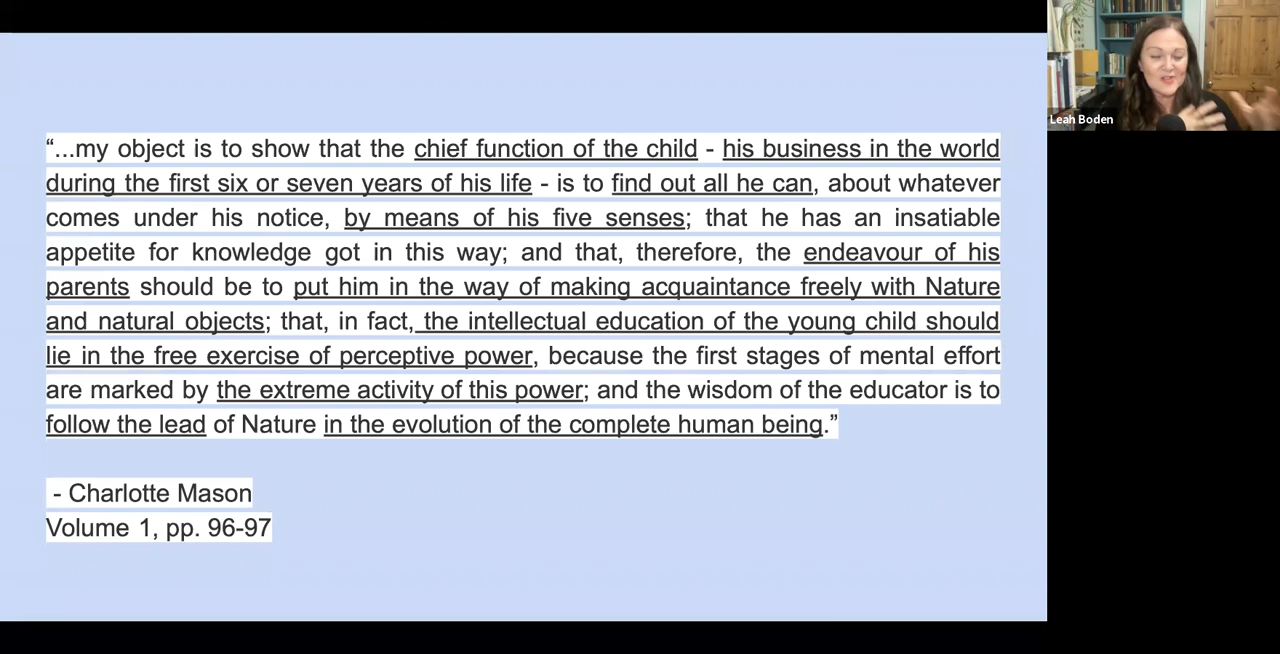 “...my object is to show that the chief function of the child - his business in the world
during the first six or seven years of his life - is to find out all he can, about whatever
comes under his notice, by means of his five senses; that he has an insatiable
appetite for knowledge got in this way; and that, therefore, the endeavour of his
parents should be to put him in the way of making acquaintance freely with Nature
and natural objects; that, in fact, the intellectual education of the young child should
lie in the free exercise of perceptive power, because the first stages of mental effort
are marked by the extreme activity of this power; and the wisdom of the educator is to
follow the lead of Nature in the evolution of the complete human being.”
- Charlotte Mason
Volume 1, pp. 96-97
Leah Boden